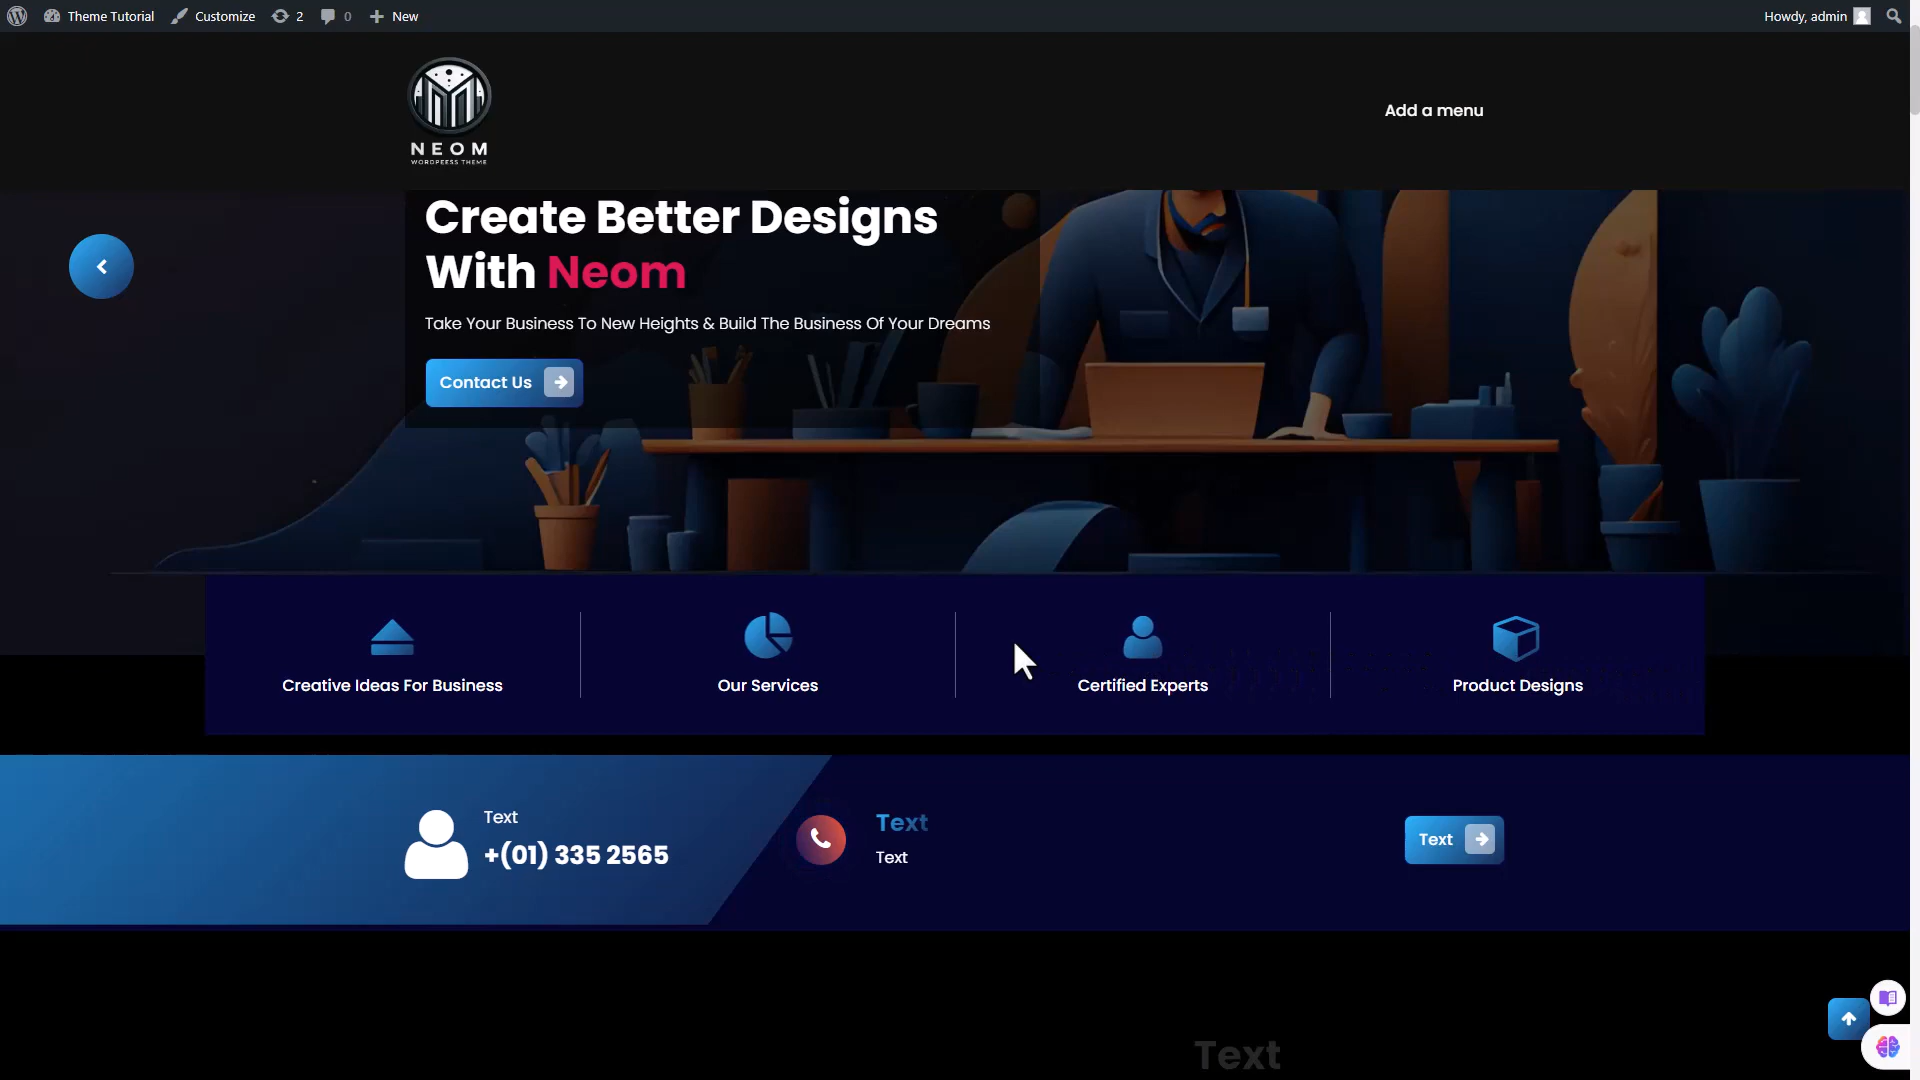 Theme Tutorial
Customize
2
0
New
Howdy, admin
NEOM
WORDPRESS THEME
Add a menu
Create Better Designs
With Neom
Take Your Business To New Heights & Build The Business Of Your Dreams
Contact Us
Creative Ideas For Business
Our Services
Certified Experts
Product Designs
Text
+(01) 335 2565
Text
Text
Text
Text